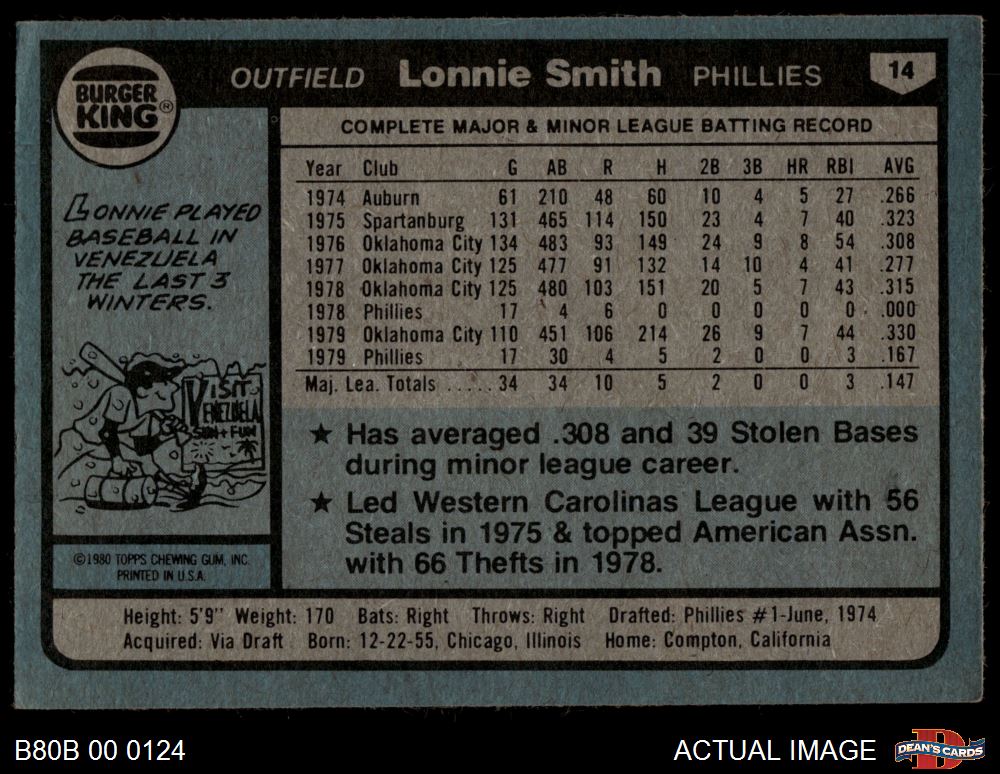 BURGER KING®
OUTFIELD Lonnie Smith PHILLIES 14
COMPLETE MAJOR & MINOR LEAGUE BATTING RECORD
Year Club G AB R H 2B 3B HR RBI AVG
1974 Auburn 61 210 48 60 10 4 5 27 .266
1975 Spartanburg 131 465 114 150 23 4 7 40 .323
1976 Oklahoma City 134 483 93 149 24 9 8 54 .308
1977 Oklahoma City 125 477 91 132 14 10 4 41 .277
1978 Oklahoma City 125 480 103 151 20 5 7 43 .315
1978 Phillies 17 4 6 0 0 0 0 0 .000
1979 Oklahoma City 110 451 106 214 26 9 7 44 .330
1979 Phillies 17 30 4 5 2 0 0 3 .167
Maj. Lea. Totals ..... 34 34 10 5 2 0 0 3 .147
LONNIE PLAYED
BASEBALL IN
VENEZUELA
THE LAST 3
WINTERS.
VISIT
VENEZUELA
SUN + FUN
★ Has averaged .308 and 39 Stolen Bases
during minor league career.
★ Led Western Carolinas League with 56
Steals in 1975 & topped American Assn.
with 66 Thefts in 1978.
©1980 TOPPS CHEWING GUM, INC.
PRINTED IN U.S.A.
Height: 5'9" Weight: 170 Bats: Right Throws: Right Drafted: Phillies #1-June, 1974
Acquired: Via Draft Born: 12-22-55, Chicago, Illinois Home: Compton, California
B80B 00 0124 ACTUAL IMAGE DEAN'S CARDS